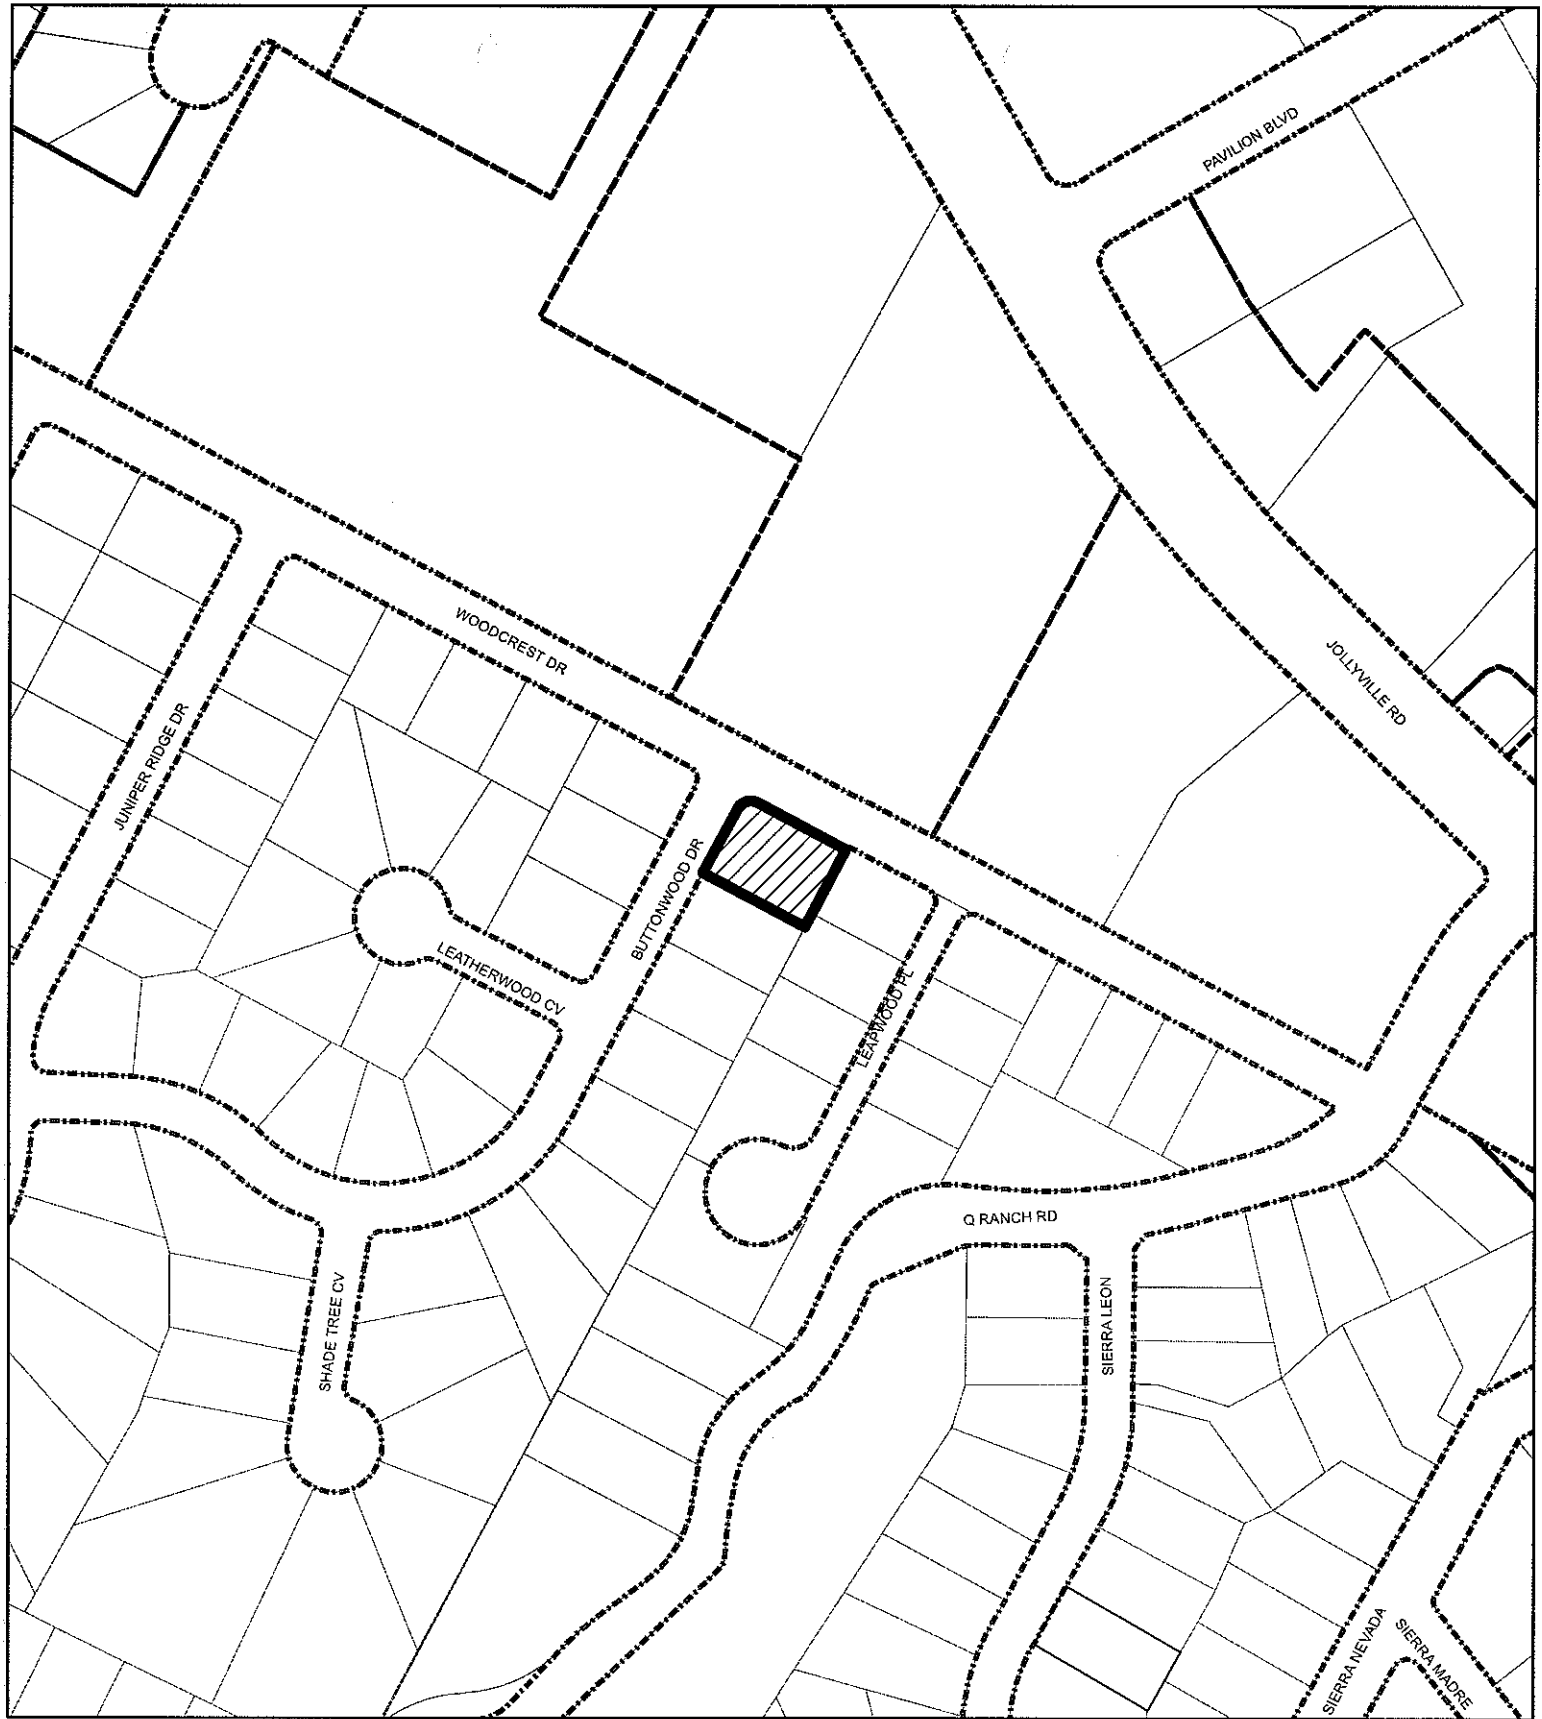 PAVILION BLVD
WOODCREST DR
JOLLYVILLE RD
JUNIPER RIDGE DR
BUTTONWOOD DR
LEATHERWOOD CV
LEAPWOOD PL
Q RANCH RD
SHADE TREE CV
SIERRA LEON
SIERRA NEVADA
SIERRA MADRE